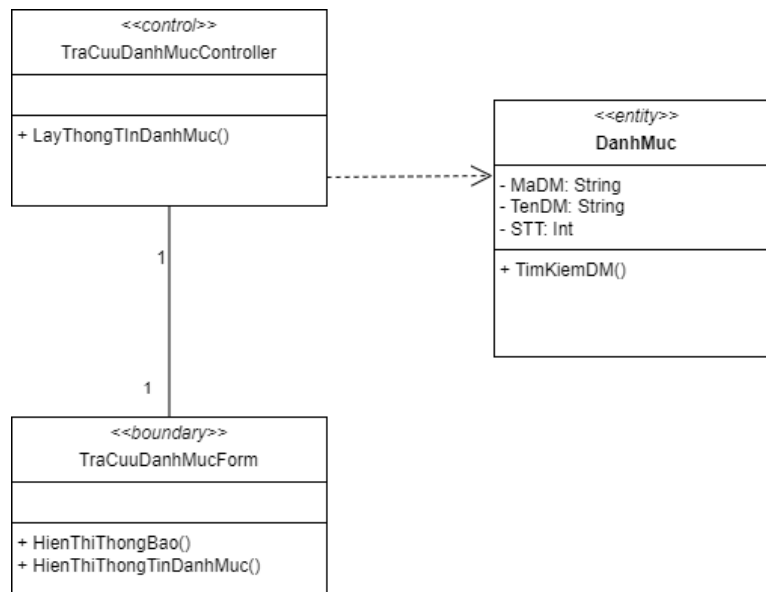 <<control>>
TraCuuDanhMucController
+ LayThongTInDanhMuc()
<<entity>>
DanhMuc
- MaDM: String
- TenDM: String
- STT: Int
+ TimKiemDM()
1
1
<<boundary>>
TraCuuDanhMucForm
+ HienThiThongBao()
+ HienThiThongTinDanhMuc()